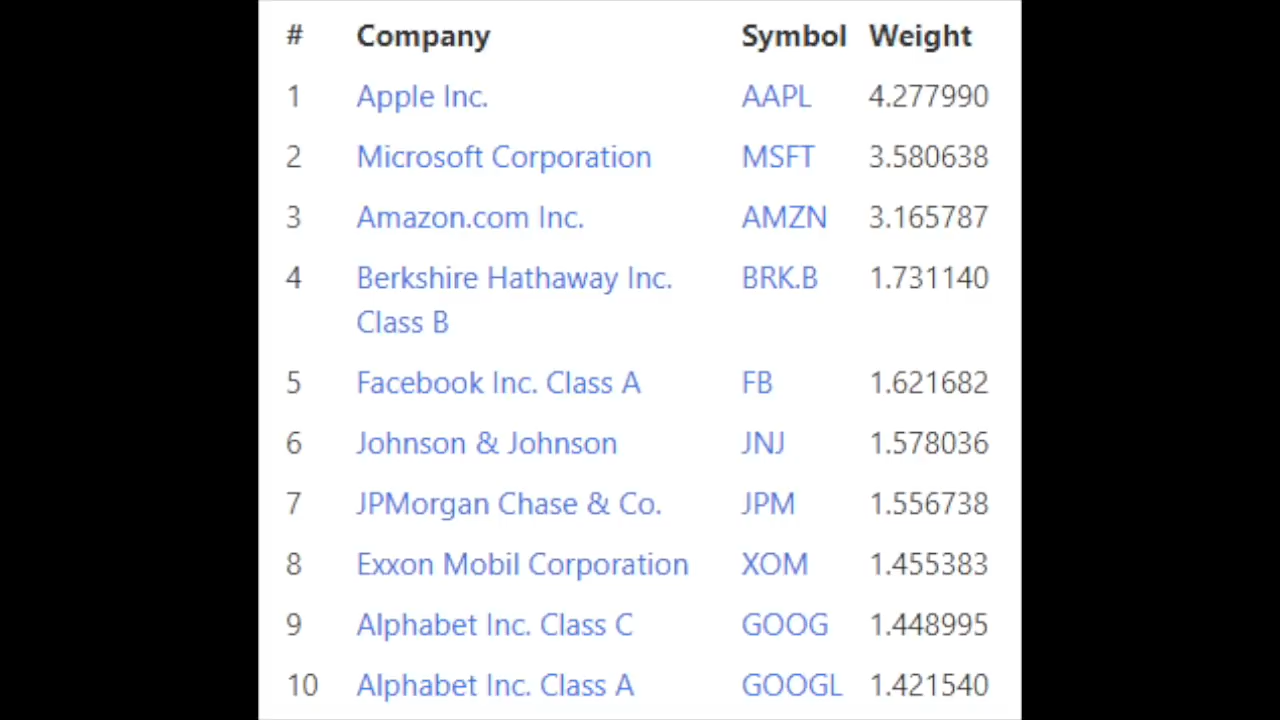 # Company Symbol Weight
1 Apple Inc. AAPL 4.277990
2 Microsoft Corporation MSFT 3.580638
3 Amazon.com Inc. AMZN 3.165787
4 Berkshire Hathaway Inc. BRK.B 1.731140
Class B
5 Facebook Inc. Class A FB 1.621682
6 Johnson & Johnson JNJ 1.578036
7 JPMorgan Chase & Co. JPM 1.556738
8 Exxon Mobil Corporation XOM 1.455383
9 Alphabet Inc. Class C GOOG 1.448995
10 Alphabet Inc. Class A GOOGL 1.421540